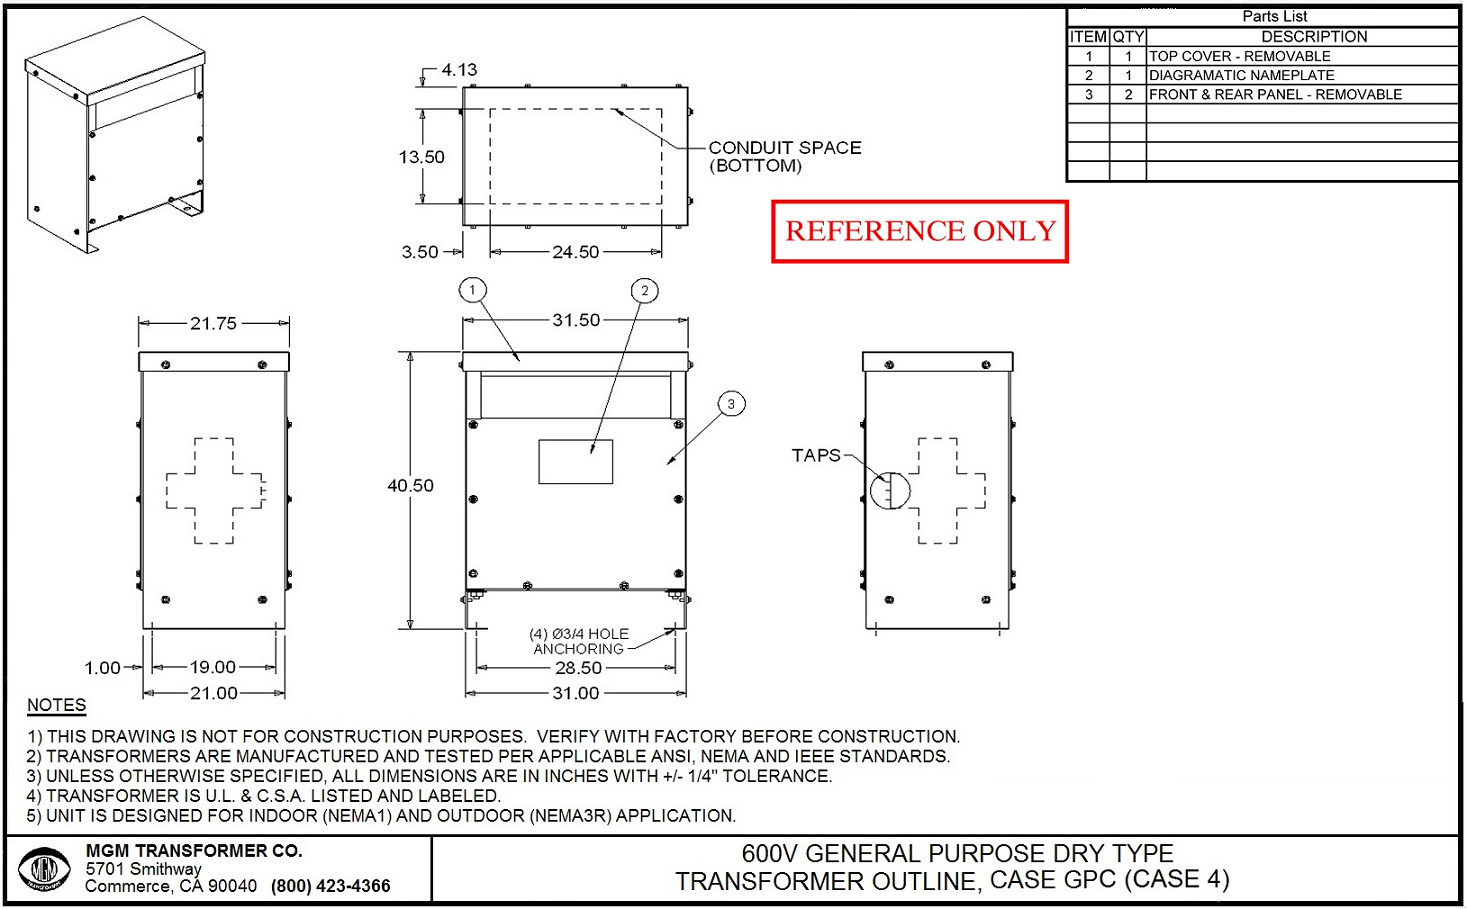 Parts List
ITEM QTY DESCRIPTION
1 1 TOP COVER - REMOVABLE
2 1 DIAGRAMATIC NAMEPLATE
3 2 FRONT & REAR PANEL - REMOVABLE
4.13
13.50
CONDUIT SPACE
(BOTTOM)
3.50
24.50
REFERENCE ONLY
1
2
21.75
31.50
3
40.50
TAPS
(4) Ø3/4 HOLE
ANCHORING
1.00
19.00
28.50
21.00
31.00
NOTES
1) THIS DRAWING IS NOT FOR CONSTRUCTION PURPOSES. VERIFY WITH FACTORY BEFORE CONSTRUCTION.
2) TRANSFORMERS ARE MANUFACTURED AND TESTED PER APPLICABLE ANSI, NEMA AND IEEE STANDARDS.
3) UNLESS OTHERWISE SPECIFIED, ALL DIMENSIONS ARE IN INCHES WITH +/- 1/4" TOLERANCE.
4) TRANSFORMER IS U.L. & C.S.A. LISTED AND LABELED.
5) UNIT IS DESIGNED FOR INDOOR (NEMA1) AND OUTDOOR (NEMA3R) APPLICATION.
MGM
TRANSFORMER
MGM TRANSFORMER CO.
5701 Smithway
Commerce, CA 90040 (800) 423-4366
600V GENERAL PURPOSE DRY TYPE
TRANSFORMER OUTLINE, CASE GPC (CASE 4)